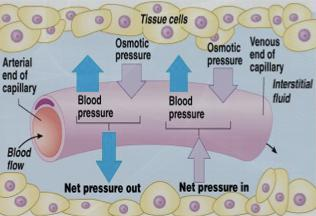 Tissue cells
Arterial
end of
capillary
Osmotic
pressure
Osmotic
pressure
Venous
end of
capillary
Interstitial
fluid
Blood
pressure
Blood
pressure
Blood
flow
Net pressure out
Net pressure in